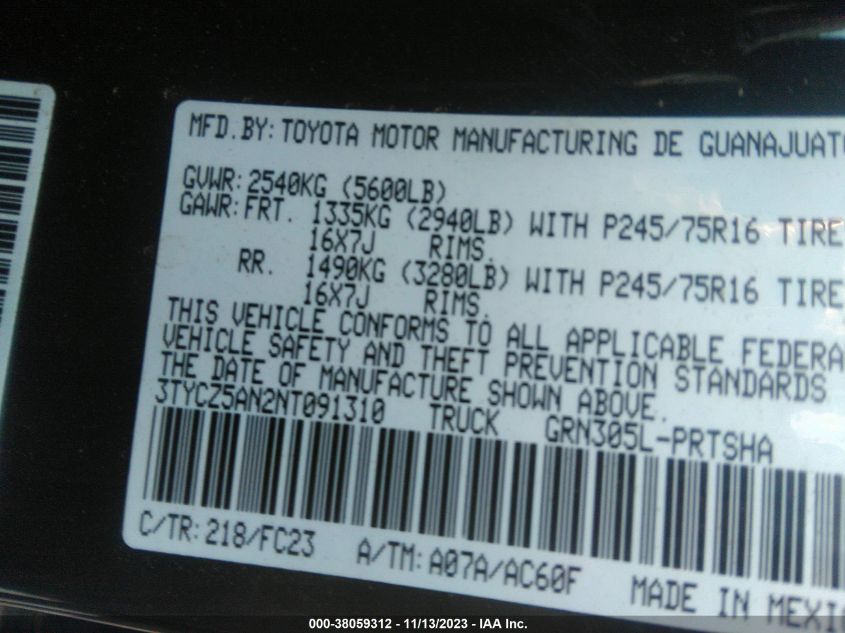 MFD.BY: TOYOTA MOTOR MANUFACTURING DE GUANAJUATO
GVWR: 2540KG (5600LB)
GAWR: FRT. 1335KG (2940LB) WITH P245/75R16 TIRE
16X7J RIMS.
RR. 1490KG (3280LB) WITH P245/75R16 TIRE
16X7J RIMS.
THIS VEHICLE CONFORMS TO ALL APPLICABLE FEDERA
VEHICLE SAFETY AND THEFT PREVENTION STANDARDS
THE DATE OF MANUFACTURE SHOWN ABOVE.
3TYCZ5AN2NT091310 TRUCK GRN305L-PRTSHA
C/TR: 218/FC23 A/TM: A07A/AC60F MADE IN MEXIC
000-38059312 - 11/13/2023 - IAA Inc.